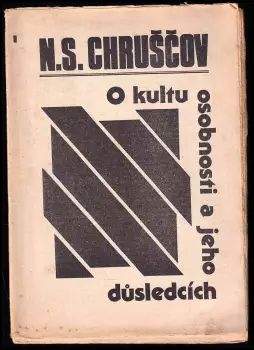 N.S. CHRUŠČOV
O kultu
osobnosti a jeho
důsledcích